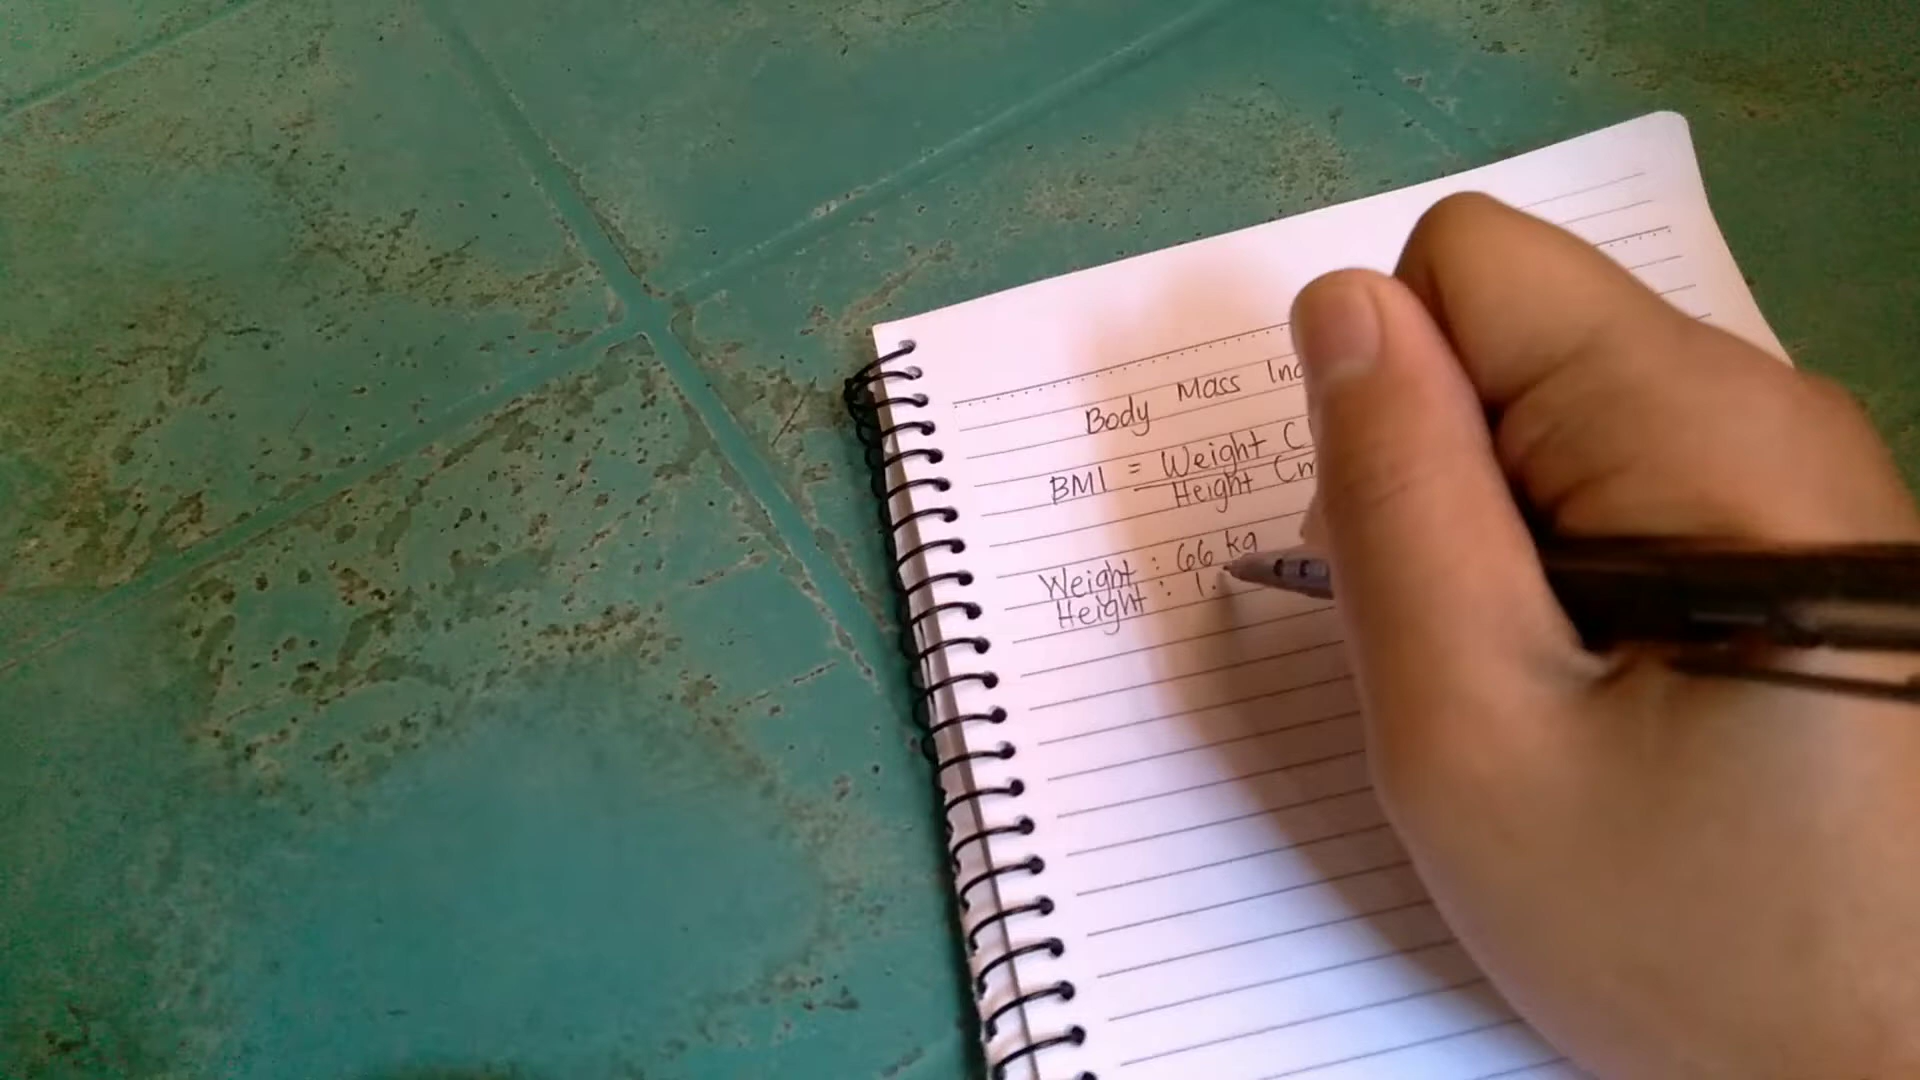 Body Mass
BMI = Weight
Height
Weight : 66 kg
Height : 1.